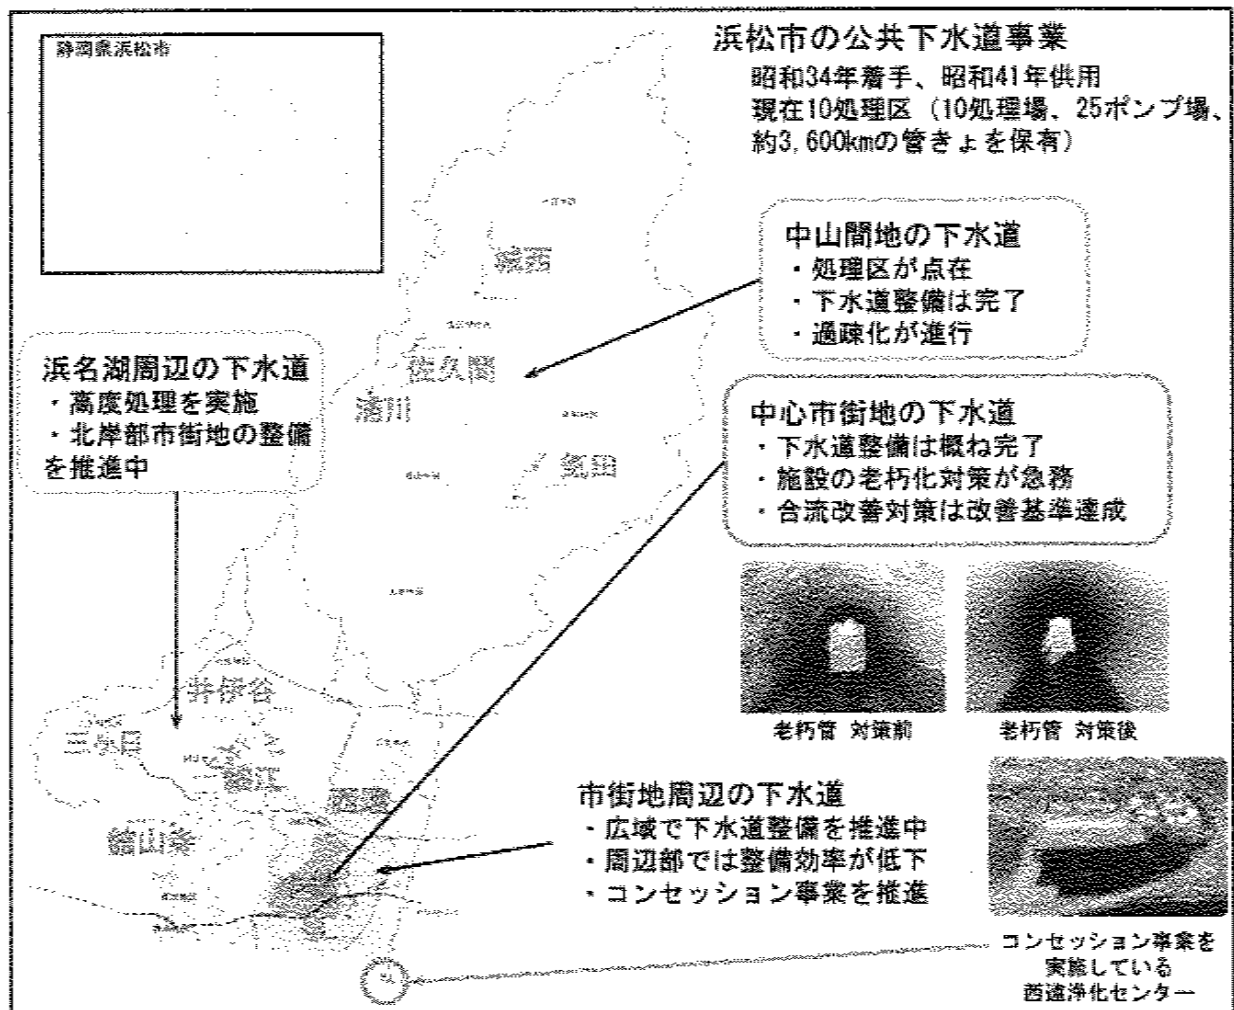 静岡県浜松市
浜松市の公共下水道事業
昭和34年着手、昭和41年供用
現在10処理区（10処理場、25ポンプ場、
約3,600kmの管きょを保有）
中山間地の下水道
・処理区が点在
・下水道整備は完了
・過疎化が進行
城西
佐久間
浦川
気田
浜名湖周辺の下水道
・高度処理を実施
・北岸部市街地の整備
を推進中
中心市街地の下水道
・下水道整備は概ね完了
・施設の老朽化対策が急務
・合流改善対策は改善基準達成
老朽管 対策前
老朽管 対策後
井伊谷
三ヶ日
細江
舘山寺
市街地周辺の下水道
・広域で下水道整備を推進中
・周辺部では整備効率が低下
・コンセッション事業を推進
コンセッション事業を
実施している
西遠浄化センター